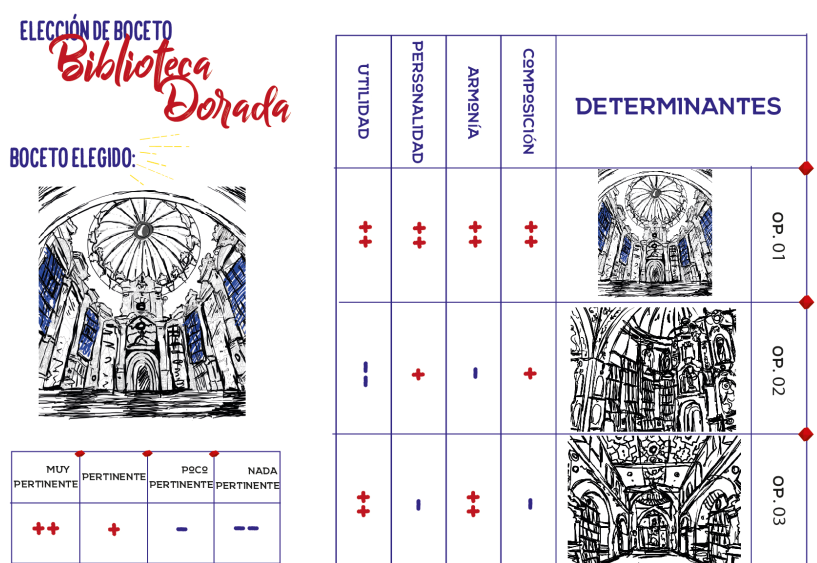 ELECCIÓN DE BOCETO
Biblioteca
Dorada
BOCETO ELEGIDO:
MUY
PERTINENTE
PERTINENTE
POCO
PERTINENTE
NADA
PERTINENTE
++
+
-
--
UTILIDAD
PERSONALIDAD
ARMONÍA
COMPOSICIÓN
DETERMINANTES
++
++
++
++
OP. 01
--
+
-
+
OP. 02
++
-
++
-
OP. 03